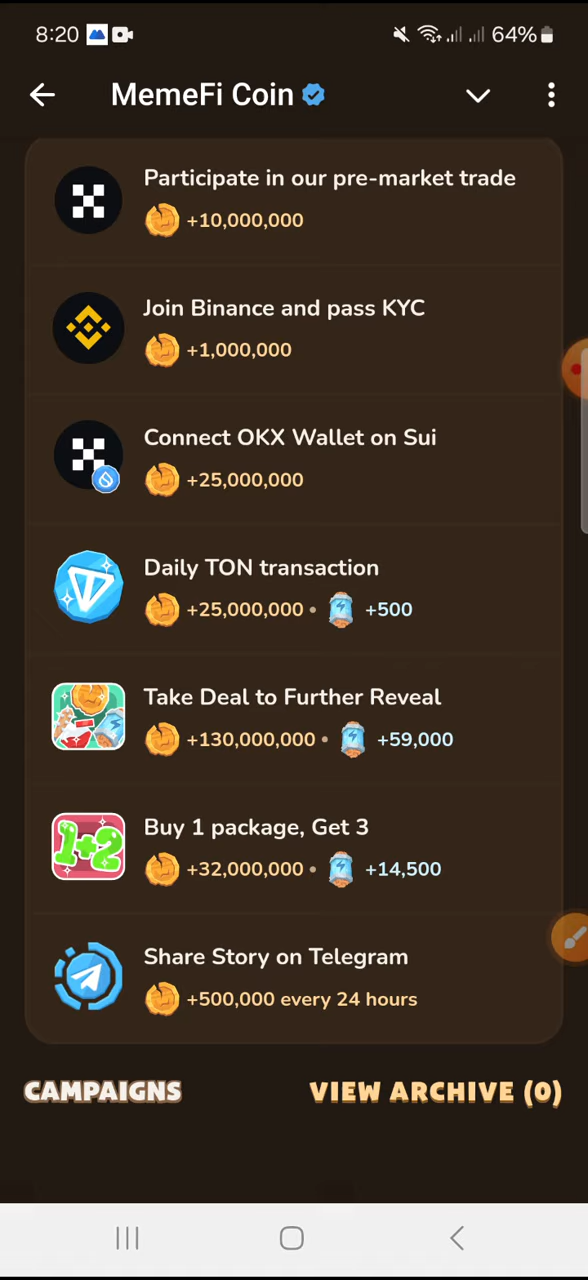 8:20
64%
MemeFi Coin
Participate in our pre-market trade
+10,000,000
Join Binance and pass KYC
+1,000,000
Connect OKX Wallet on Sui
+25,000,000
Daily TON transaction
+25,000,000 • +500
Take Deal to Further Reveal
+130,000,000 • +59,000
1+2
Buy 1 package, Get 3
+32,000,000 • +14,500
Share Story on Telegram
+500,000 every 24 hours
CAMPAIGNS
VIEW ARCHIVE (0)